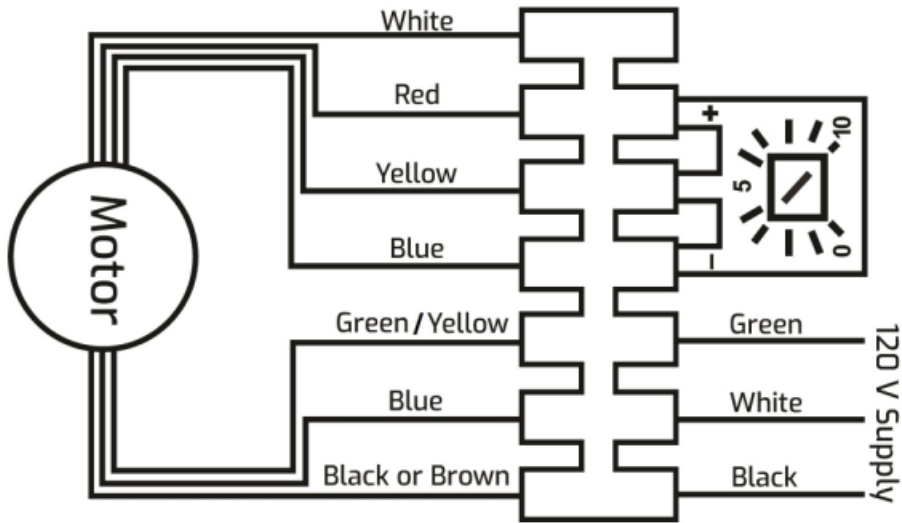 White
Red
Yellow
Blue
Green/Yellow
Blue
Black or Brown
Motor
+
10
5
0
–
Green
White
Black
120 V Supply